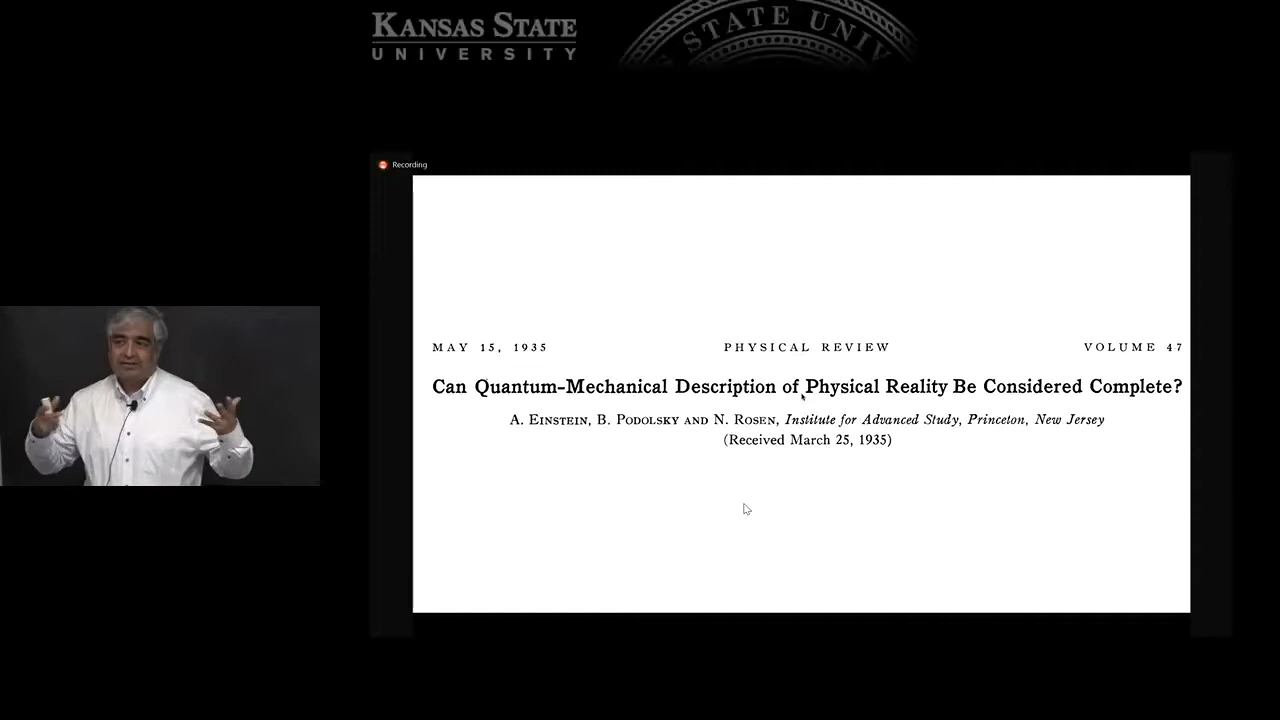 KANSAS STATE
UNIVERSITY
STATE UNIV
Recording
MAY 15, 1935 PHYSICAL REVIEW VOLUME 47
Can Quantum-Mechanical Description of Physical Reality Be Considered Complete?
A. EINSTEIN, B. PODOLSKY AND N. ROSEN, Institute for Advanced Study, Princeton, New Jersey
(Received March 25, 1935)